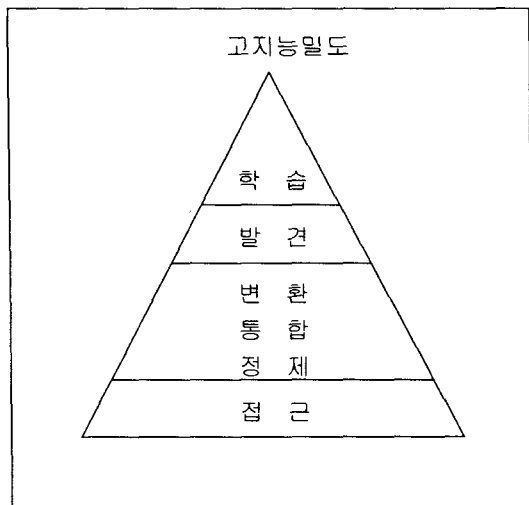 고지능밀도
학 습
발 견
변 환
통 합
정 제
접 근